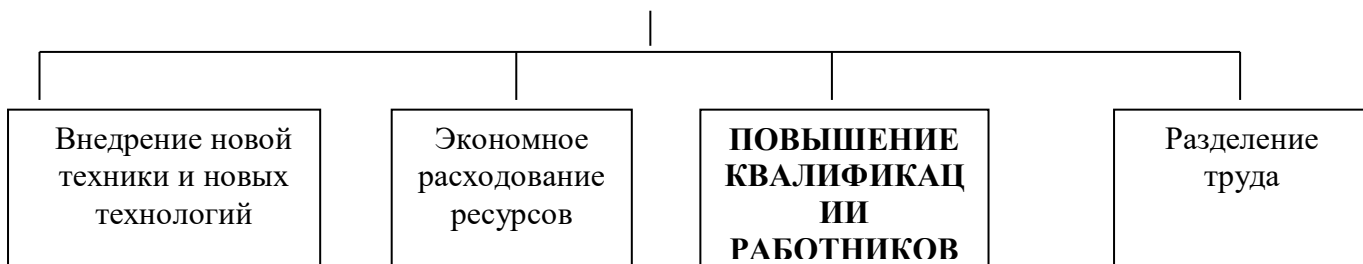 Внедрение новой
техники и новых
технологий
Экономное
расходование
ресурсов
ПОВЫШЕНИЕ
КВАЛИФИКАЦ
ИИ
РАБОТНИКОВ
Разделение
труда